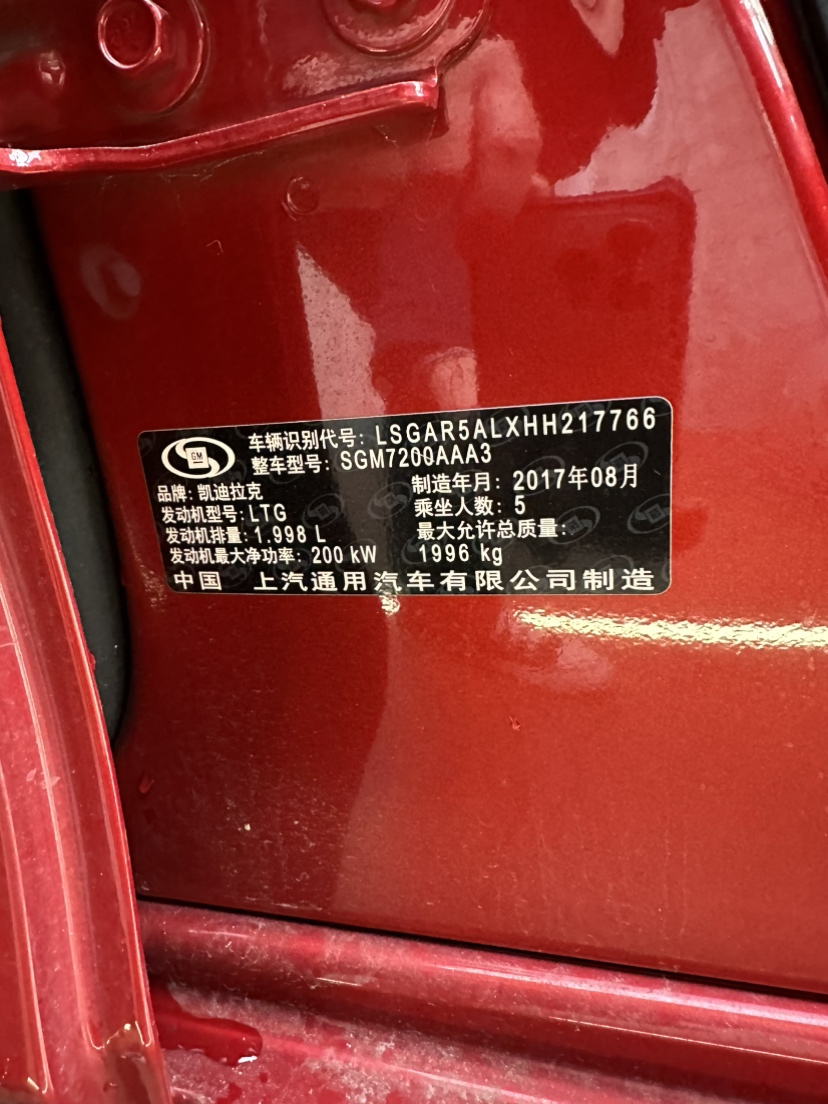 GM
车辆识别代号: LSGAR5ALXHH217766
整车型号: SGM7200AAA3
品牌: 凯迪拉克
制造年月: 2017年08月
发动机型号: LTG
乘坐人数: 5
发动机排量: 1.998 L
最大允许总质量:
发动机最大净功率: 200 kW
1996 kg
中国 上汽通用汽车有限公司制造